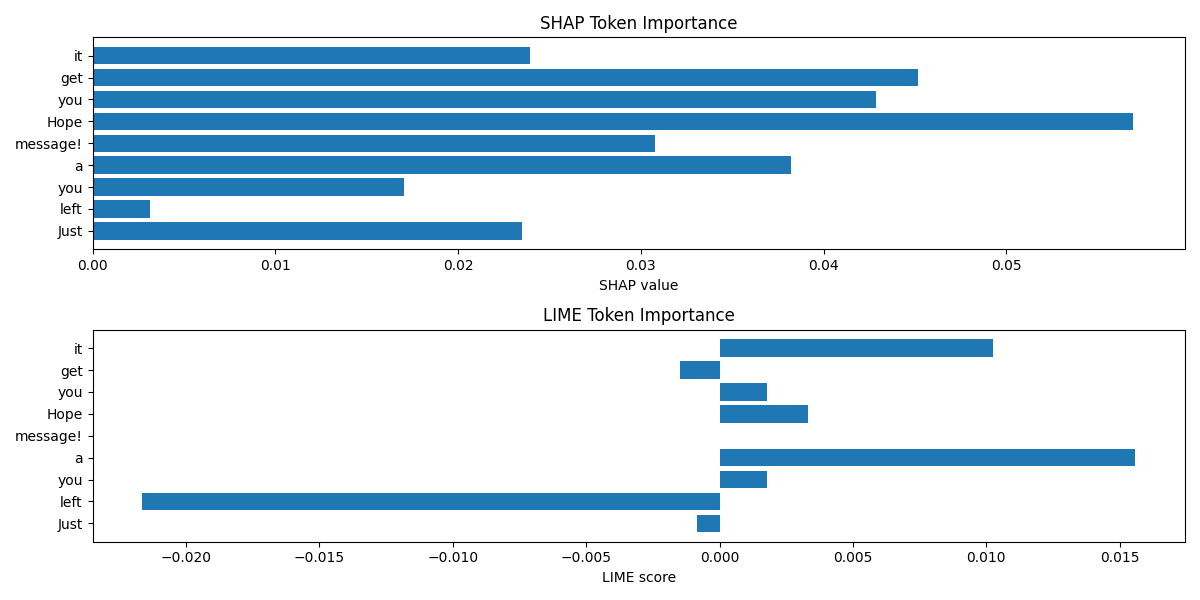 SHAP Token Importance
it
get
you
Hope
message!
a
you
left
Just
0.00 0.01 0.02 0.03 0.04 0.05
SHAP value
LIME Token Importance
it
get
you
Hope
message!
a
you
left
Just
−0.020 −0.015 −0.010 −0.005 0.000 0.005 0.010 0.015
LIME score